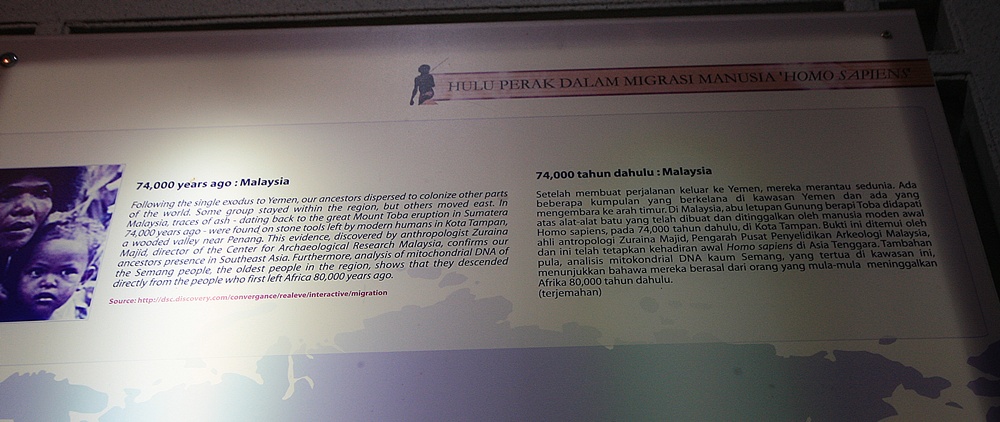 HULU PERAK DALAM MIGRASI MANUSIA 'HOMO SAPIENS'
74,000 years ago : Malaysia
Following the single exodus to Yemen, our ancestors dispersed to colonize other parts
of the world. Some group stayed within the region, but others moved east. In
Malaysia, traces of ash - dating back to the great Mount Toba eruption in Sumatera
74,000 years ago - were found on stone tools left by modern humans in Kota Tampan,
a wooded valley near Penang. This evidence, discovered by anthropologist Zuraina
Majid, director of the Center for Archaeological Research Malaysia, confirms our
ancestors presence in Southeast Asia. Furthermore, analysis of mitochondrial DNA of
the Semang people, the oldest people in the region, shows that they descended
directly from the people who first left Africa 80,000 years ago.
Source: http://dsc.discovery.com/convergance/realeve/interactive/migration
74,000 tahun dahulu : Malaysia
Setelah membuat perjalanan keluar ke Yemen, mereka merantau sedunia. Ada
beberapa kumpulan yang berkelana di kawasan Yemen dan ada yang
mengembara ke arah timur. Di Malaysia, abu letupan Gunung berapi Toba didapati
atas alat-alat batu yang telah dibuat dan ditinggalkan oleh manusia moden awal
Homo sapiens, pada 74,000 tahun dahulu, di Kota Tampan. Bukti ini ditemui oleh
ahli antropologi Zuraina Majid, Pengarah Pusat Penyelidikan Arkeologi Malaysia,
dan ini telah tetapkan kehadiran awal Homo sapiens di Asia Tenggara. Tambahan
pula, analisis mitokondrial DNA kaum Semang, yang tertua di kawasan ini,
menunjukkan bahawa mereka berasal dari orang yang mula-mula meninggalkan
Afrika 80,000 tahun dahulu.
(terjemahan)